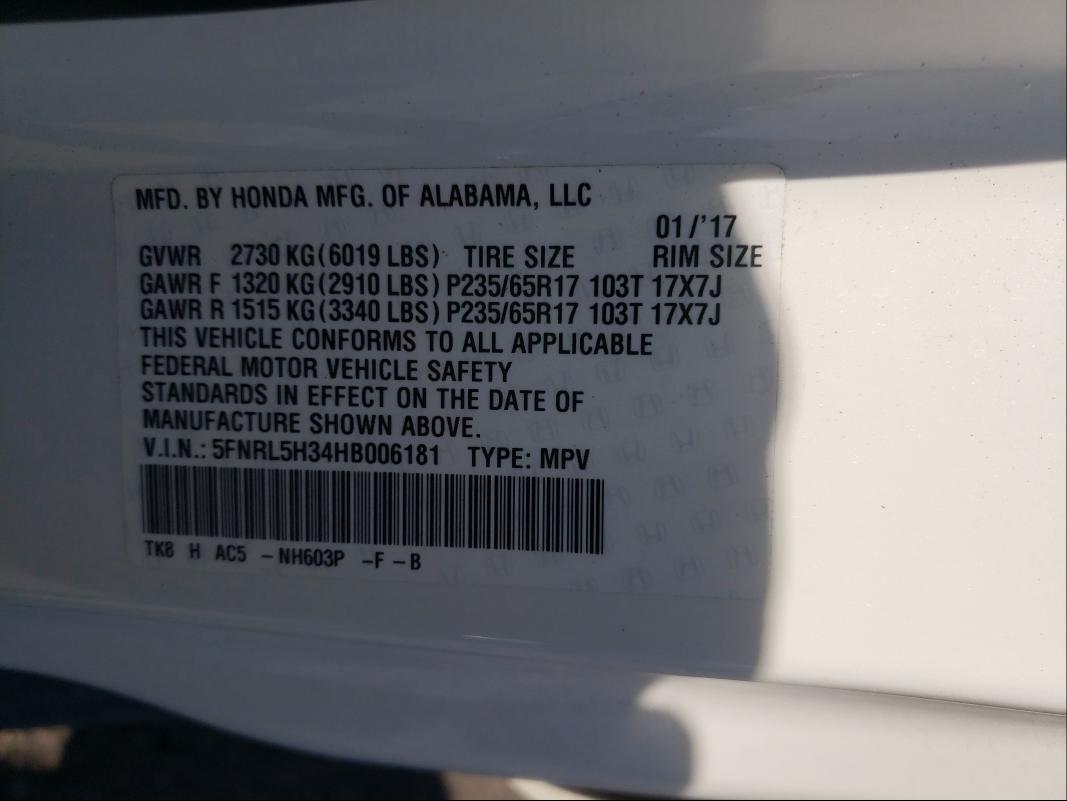 MFD. BY HONDA MFG. OF ALABAMA, LLC
01/'17
GVWR 2730 KG(6019 LBS) TIRE SIZE RIM SIZE
GAWR F 1320 KG(2910 LBS) P235/65R17 103T 17X7J
GAWR R 1515 KG(3340 LBS) P235/65R17 103T 17X7J
THIS VEHICLE CONFORMS TO ALL APPLICABLE
FEDERAL MOTOR VEHICLE SAFETY
STANDARDS IN EFFECT ON THE DATE OF
MANUFACTURE SHOWN ABOVE.
V.I.N.: 5FNRL5H34HB006181 TYPE: MPV
TK8 H AC5 -NH603P -F-B